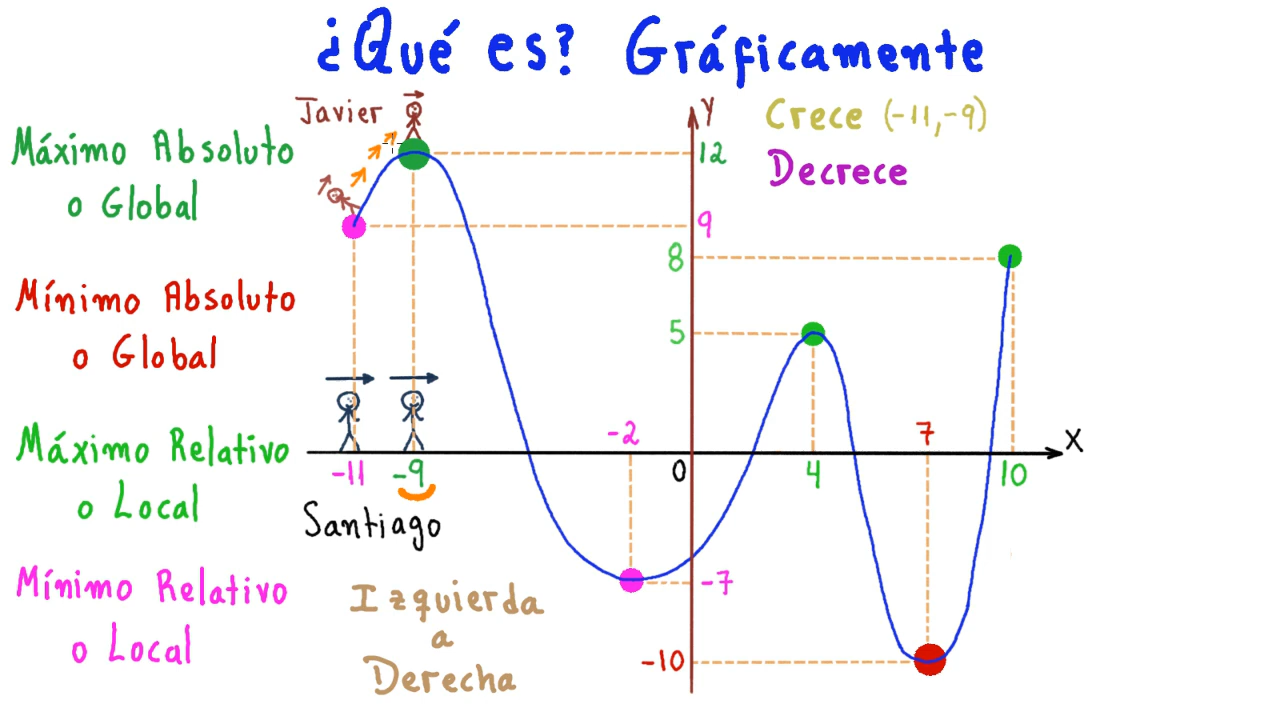 ¿Qué es? Gráficamente
Máximo Absoluto
o Global
Mínimo Absoluto
o Global
Máximo Relativo
o Local
Mínimo Relativo
o Local
Javier
Y
Crece (-11,-9)
Decrece
12
9
8
5
-2
7
X
-11
-9
0
4
10
Santiago
-7
-10
Izquierda
a
Derecha